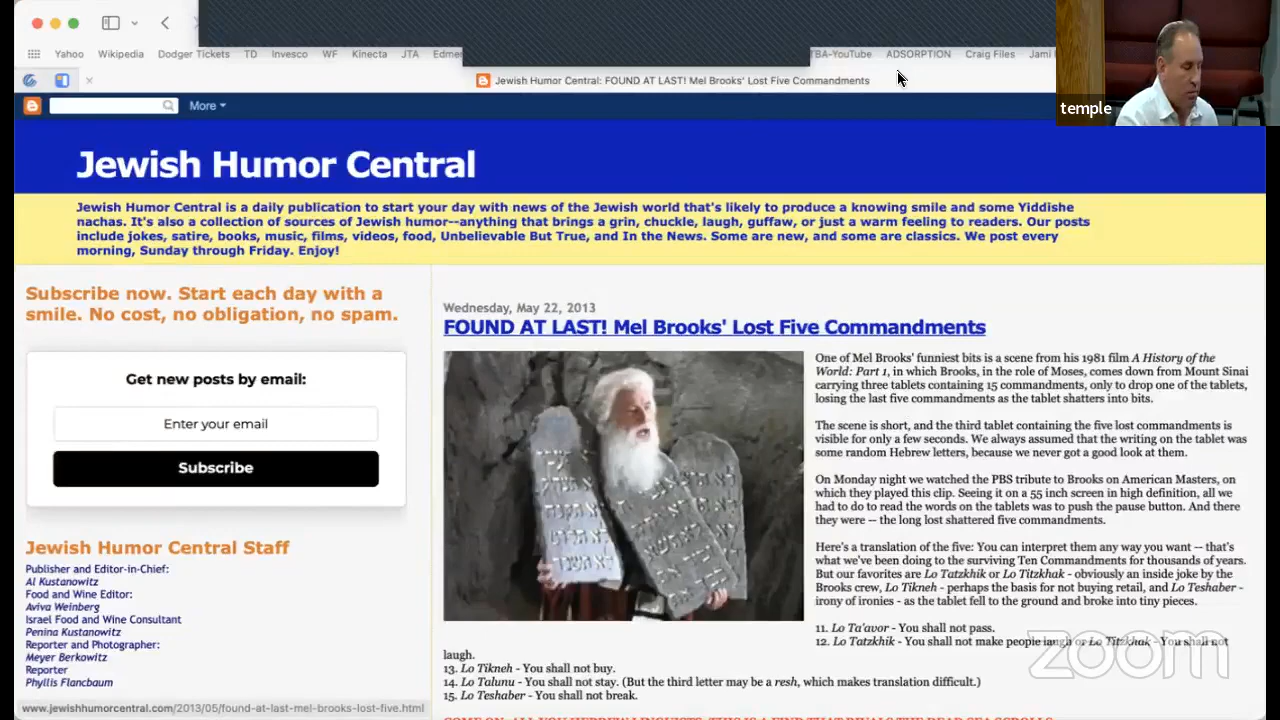 Yahoo Wikipedia Dodger Tickets TD Invesco WF Kinecta JTA TBA-YouTube ADSORPTION Craig Files
Jewish Humor Central: FOUND AT LAST! Mel Brooks' Lost Five Commandments
temple
More
Jewish Humor Central
Jewish Humor Central is a daily publication to start your day with news of the Jewish world that's likely to produce a knowing smile and some Yiddishe
nachas. It's also a collection of sources of Jewish humor--anything that brings a grin, chuckle, laugh, guffaw, or just a warm feeling to readers. Our posts
include jokes, satire, books, music, films, videos, food, Unbelievable But True, and In the News. Some are new, and some are classics. We post every
morning, Sunday through Friday. Enjoy!
Subscribe now. Start each day with a
smile. No cost, no obligation, no spam.
Get new posts by email:
Enter your email
Subscribe
Jewish Humor Central Staff
Publisher and Editor-in-Chief:
Al Kustanowitz
Food and Wine Editor:
Aviva Weinberg
Israel Food and Wine Consultant
Penina Kustanowitz
Reporter and Photographer:
Meyer Berkowitz
Reporter
Phyllis Flancbaum
www.jewishhumorcentral.com/2013/05/found-at-last-mel-brooks-lost-five.html
Wednesday, May 22, 2013
FOUND AT LAST! Mel Brooks' Lost Five Commandments
One of Mel Brooks' funniest bits is a scene from his 1981 film A History of the
World: Part 1, in which Brooks, in the role of Moses, comes down from Mount Sinai
carrying three tablets containing 15 commandments, only to drop one of the tablets,
losing the last five commandments as the tablet shatters into bits.
The scene is short, and the third tablet containing the five lost commandments is
visible for only a few seconds. We always assumed that the writing on the tablet was
some random Hebrew letters, because we never got a good look at them.
On Monday night we watched the PBS tribute to Brooks on American Masters, on
which they played this clip. Seeing it on a 55 inch screen in high definition, all we
had to do to read the words on the tablets was to push the pause button. And there
they were -- the long lost shattered five commandments.
Here's a translation of the five: You can interpret them any way you want -- that's
what we've been doing to the surviving Ten Commandments for thousands of years.
But our favorites are Lo Tatzkhik or Lo Titzkhak - obviously an inside joke by the
Brooks crew, Lo Tikneh - perhaps the basis for not buying retail, and Lo Teshaber -
irony of ironies - as the tablet fell to the ground and broke into tiny pieces.
11. Lo Ta'avor - You shall not pass.
12. Lo Tatzkhik - You shall not make people laugh or Lo Titzkhak - You shall not
laugh.
13. Lo Tikneh - You shall not buy.
14. Lo Talunu - You shall not stay. (But the third letter may be a resh, which makes translation difficult.)
15. Lo Teshaber - You shall not break.
COME ON, ALL YOU HEBREW LINGUISTS, THIS IS A FIND THAT RIVALS THE DEAD SEA SCROLLS
zoom